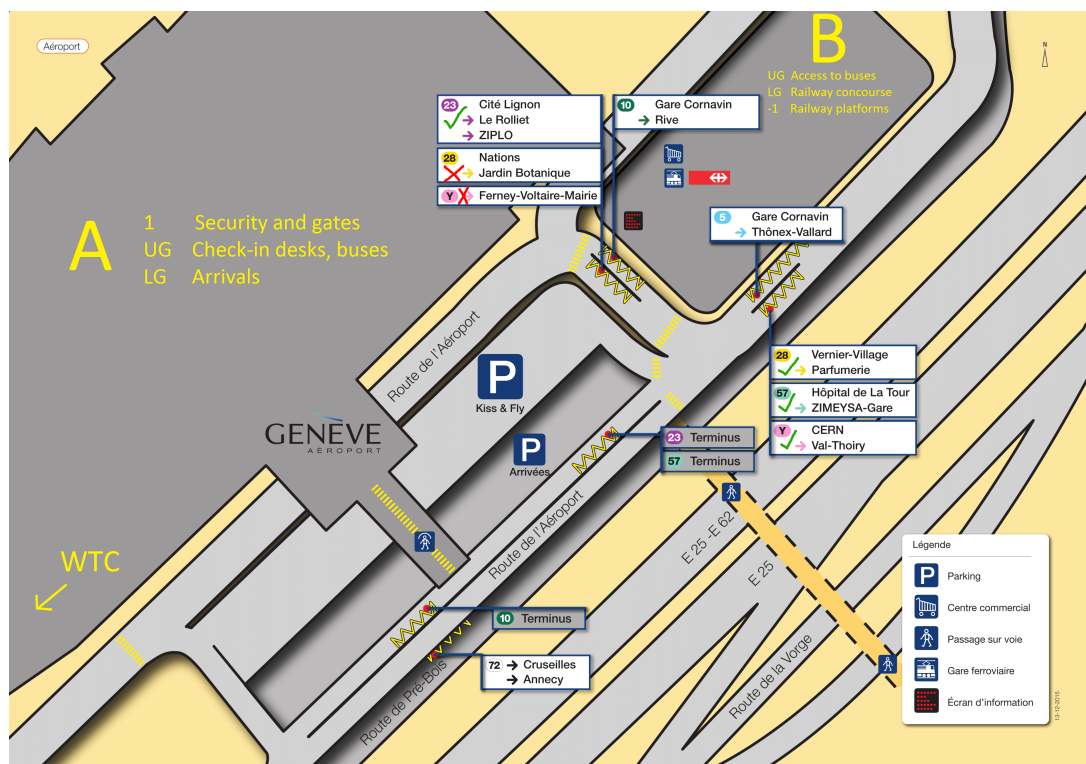 Aéroport
N
B
UG Access to buses
LG Railway concourse
-1 Railway platforms
23 Cité Lignon
Le Rolliet
ZIPLO
28 Nations
Jardin Botanique
Y Ferney-Voltaire-Mairie
10 Gare Cornavin
Rive
5 Gare Cornavin
Thônex-Vallard
A
1 Security and gates
UG Check-in desks, buses
LG Arrivals
Route de l'Aéroport
P
Kiss & Fly
28 Vernier-Village
Parfumerie
57 Hôpital de La Tour
ZIMEYSA-Gare
Y CERN
Val-Thoiry
GENÈVE
AÉROPORT
P
Arrivées
23 Terminus
57 Terminus
Route de l'Aéroport
E 25 -E 62
E 25
WTC
10 Terminus
72 Cruseilles
Annecy
Route de Pré-Bois
Route de la Vorge
Légende
P Parking
Centre commercial
Passage sur voie
Gare ferroviaire
Écran d'information
13-12-2015